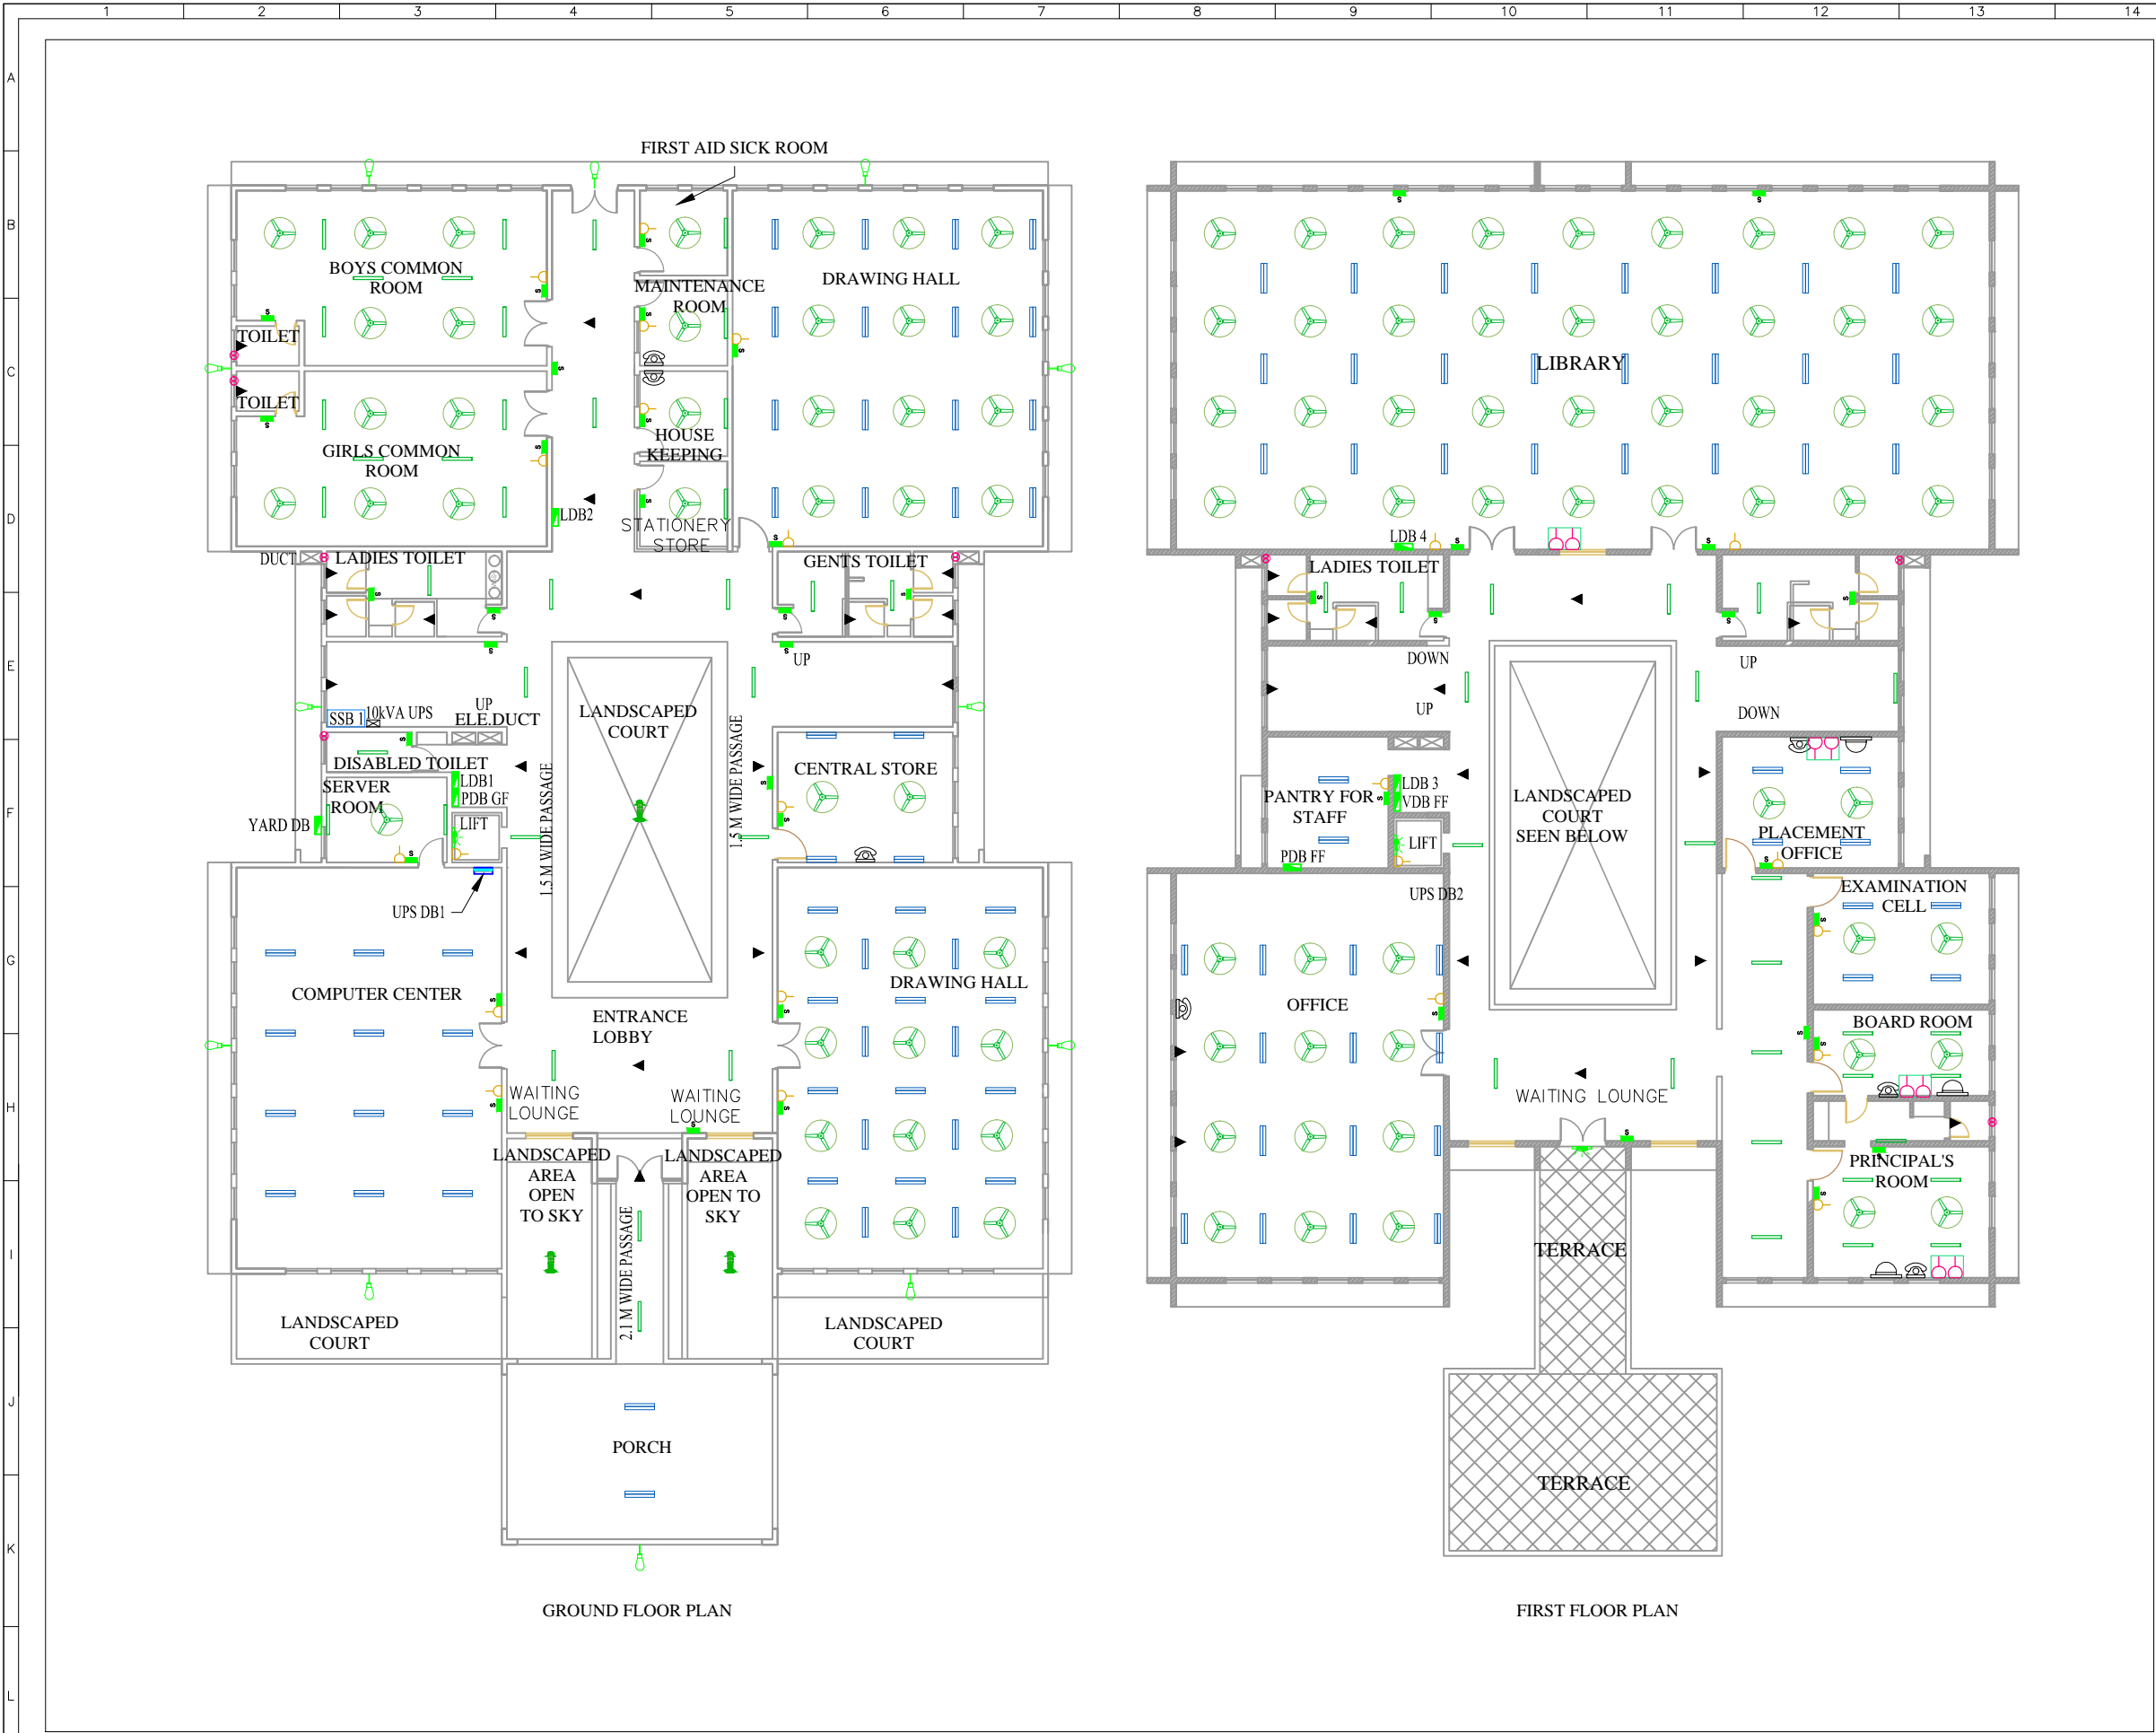 1 2 3 4 5 6 7 8 9 10 11 12 13 14
A
B
C
D
E
F
G
H
I
J
K
L
FIRST AID SICK ROOM
BOYS COMMON
ROOM
MAINTENANCE
ROOM
DRAWING HALL
TOILET
TOILET
GIRLS COMMON
ROOM
HOUSE
KEEPING
LDB2
STATIONERY
STORE
DUCT
LADIES TOILET
GENTS TOILET
UP
SSB 1
10kVA UPS
UP
ELE.DUCT
LANDSCAPED
COURT
1.5 M WIDE PASSAGE
1.5 M WIDE PASSAGE
DISABLED TOILET
LDB1
PDB GF
SERVER
ROOM
YARD DB
LIFT
CENTRAL STORE
UPS DB1
COMPUTER CENTER
DRAWING HALL
ENTRANCE
LOBBY
WAITING
LOUNGE
WAITING
LOUNGE
LANDSCAPED
AREA
OPEN
TO SKY
LANDSCAPED
AREA
OPEN TO
SKY
2.1 M WIDE PASSAGE
LANDSCAPED
COURT
LANDSCAPED
COURT
PORCH
GROUND FLOOR PLAN
LIBRARY
LDB 4
LADIES TOILET
DOWN
UP
UP
DOWN
PANTRY FOR
STAFF
LDB 3
VDB FF
LIFT
PDB FF
UPS DB2
LANDSCAPED
COURT
SEEN BELOW
PLACEMENT
OFFICE
EXAMINATION
CELL
OFFICE
BOARD ROOM
WAITING LOUNGE
PRINCIPAL'S
ROOM
TERRACE
TERRACE
FIRST FLOOR PLAN